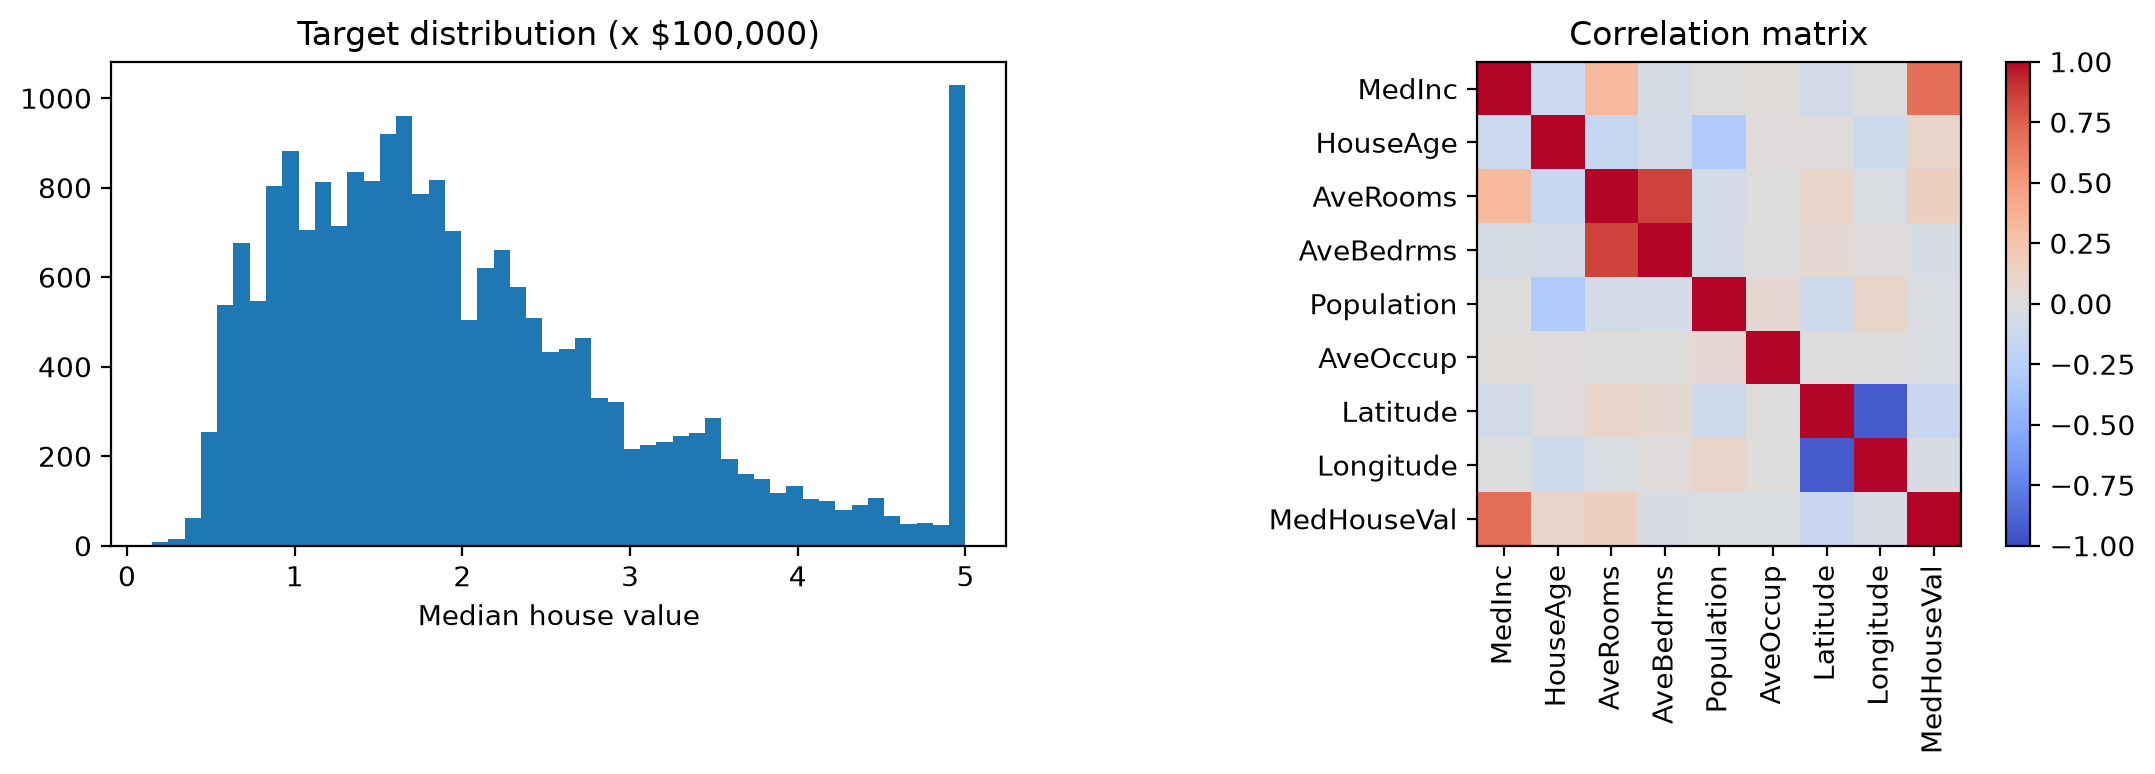 Target distribution (x $100,000)
1000
800
600
400
200
0
0 1 2 3 4 5
Median house value
Correlation matrix
MedInc
HouseAge
AveRooms
AveBedrms
Population
AveOccup
Latitude
Longitude
MedHouseVal
MedInc
HouseAge
AveRooms
AveBedrms
Population
AveOccup
Latitude
Longitude
MedHouseVal
1.00
0.75
0.50
0.25
0.00
−0.25
−0.50
−0.75
−1.00